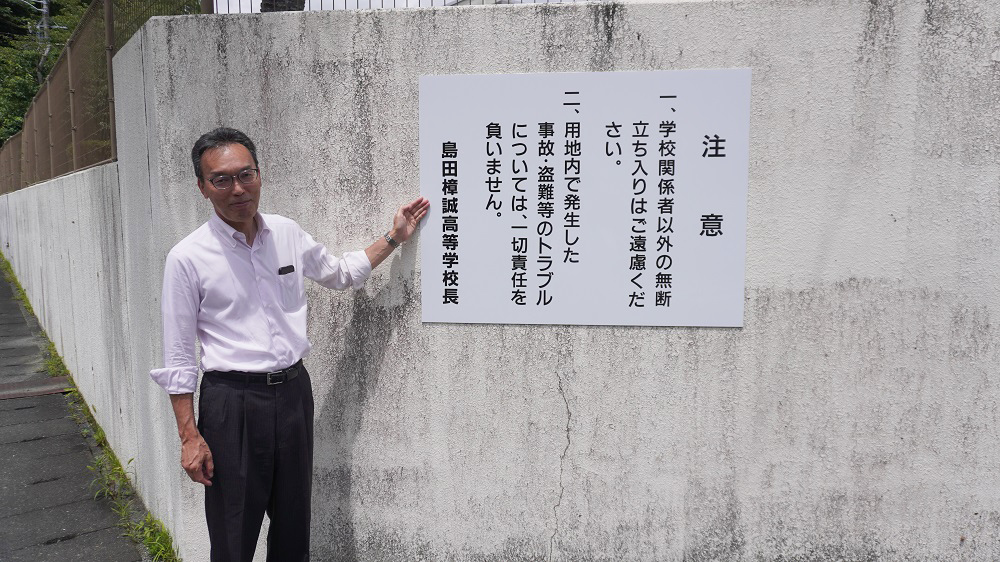 注意
一、学校関係者以外の無断
立ち入りはご遠慮くだ
さい。
二、用地内で発生した
事故・盗難等のトラブル
については、一切責任を
負いません。
島田樟誠高等学校長